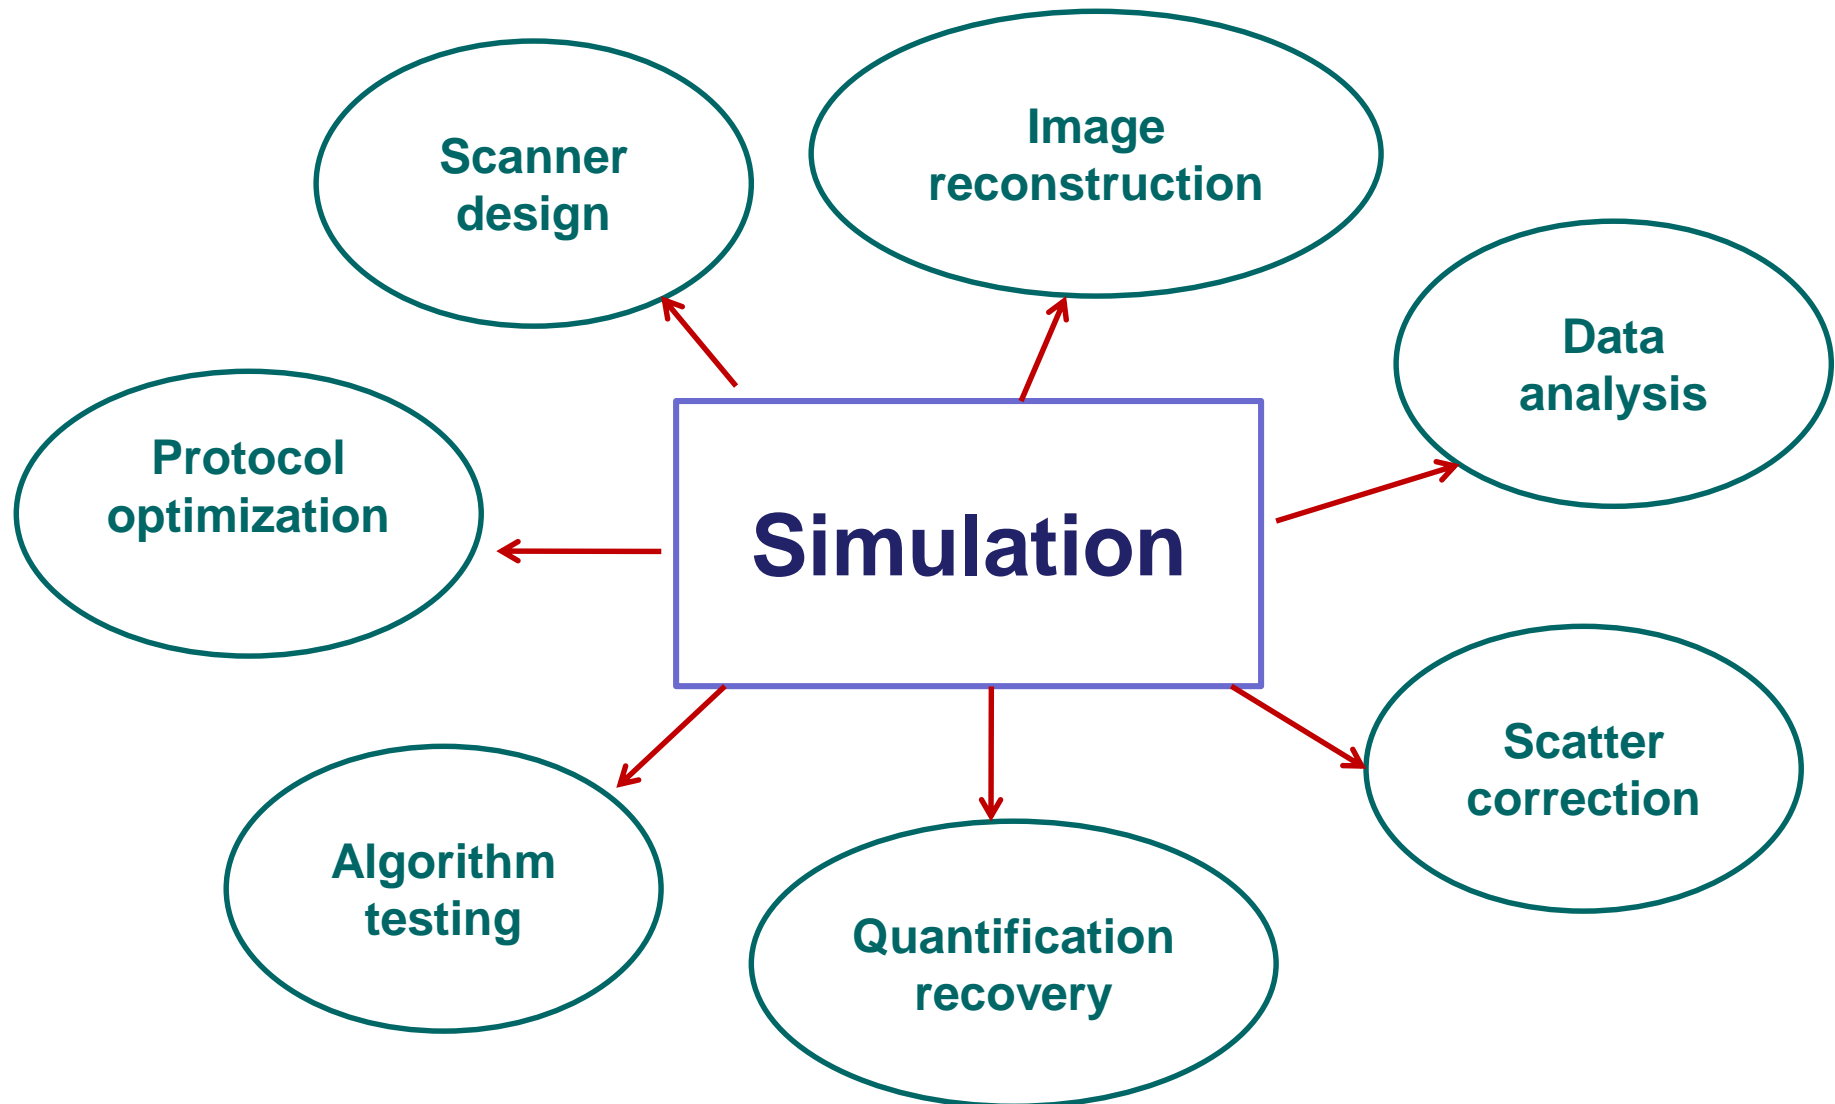 Scanner
design
Image
reconstruction
Data
analysis
Protocol
optimization
Simulation
Scatter
correction
Algorithm
testing
Quantification
recovery